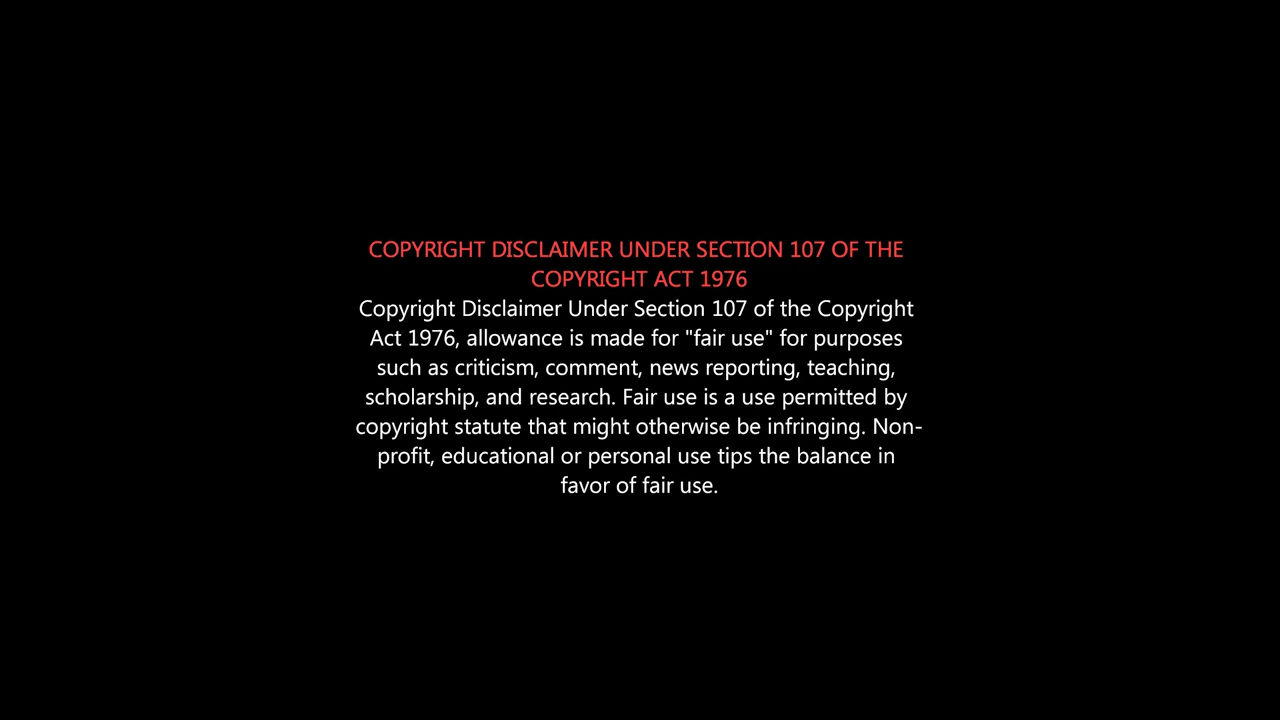 COPYRIGHT DISCLAIMER UNDER SECTION 107 OF THE
COPYRIGHT ACT 1976
Copyright Disclaimer Under Section 107 of the Copyright
Act 1976, allowance is made for "fair use" for purposes
such as criticism, comment, news reporting, teaching,
scholarship, and research. Fair use is a use permitted by
copyright statute that might otherwise be infringing. Non-
profit, educational or personal use tips the balance in
favor of fair use.